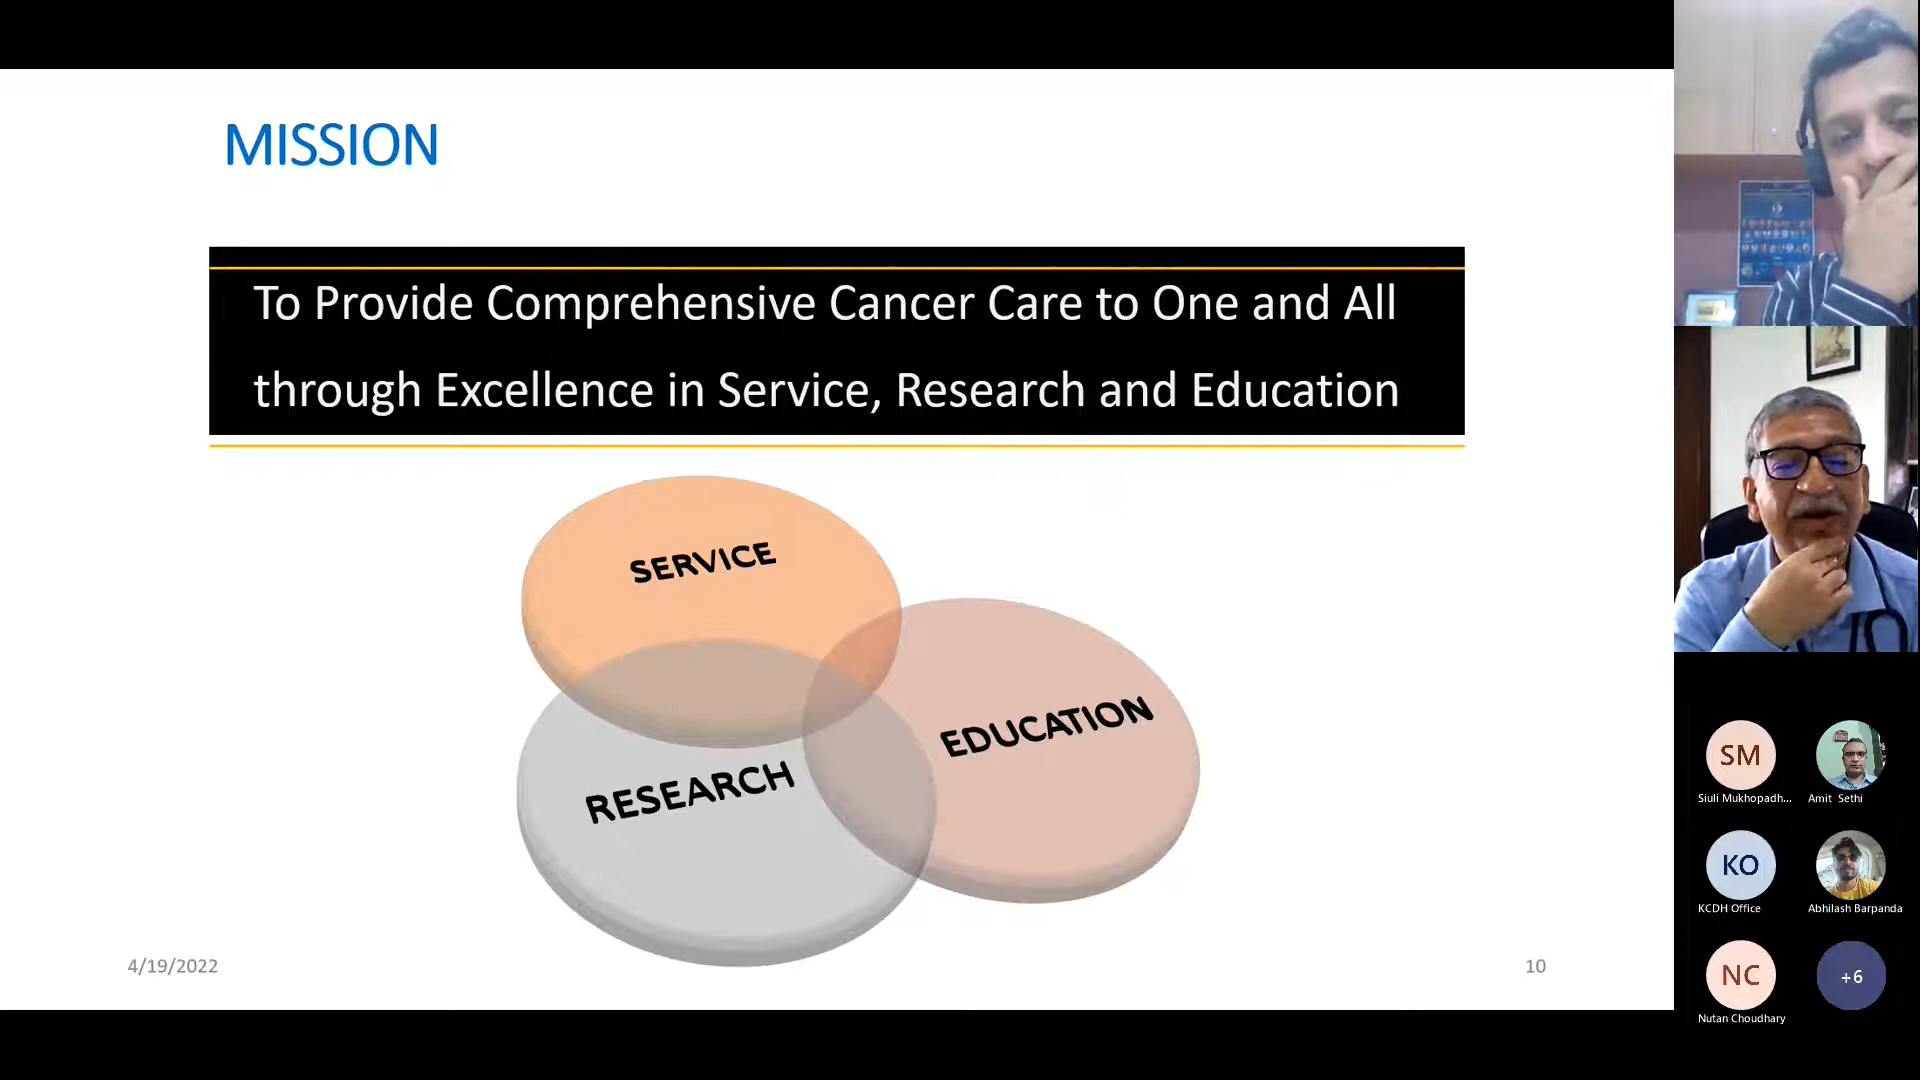 MISSION
To Provide Comprehensive Cancer Care to One and All
through Excellence in Service, Research and Education
SERVICE
EDUCATION
RESEARCH
4/19/2022
10
SM
Siuli Mukhopadh...
Amit Sethi
KO
KCDH Office
Abhilash Barpanda
NC
Nutan Choudhary
+6